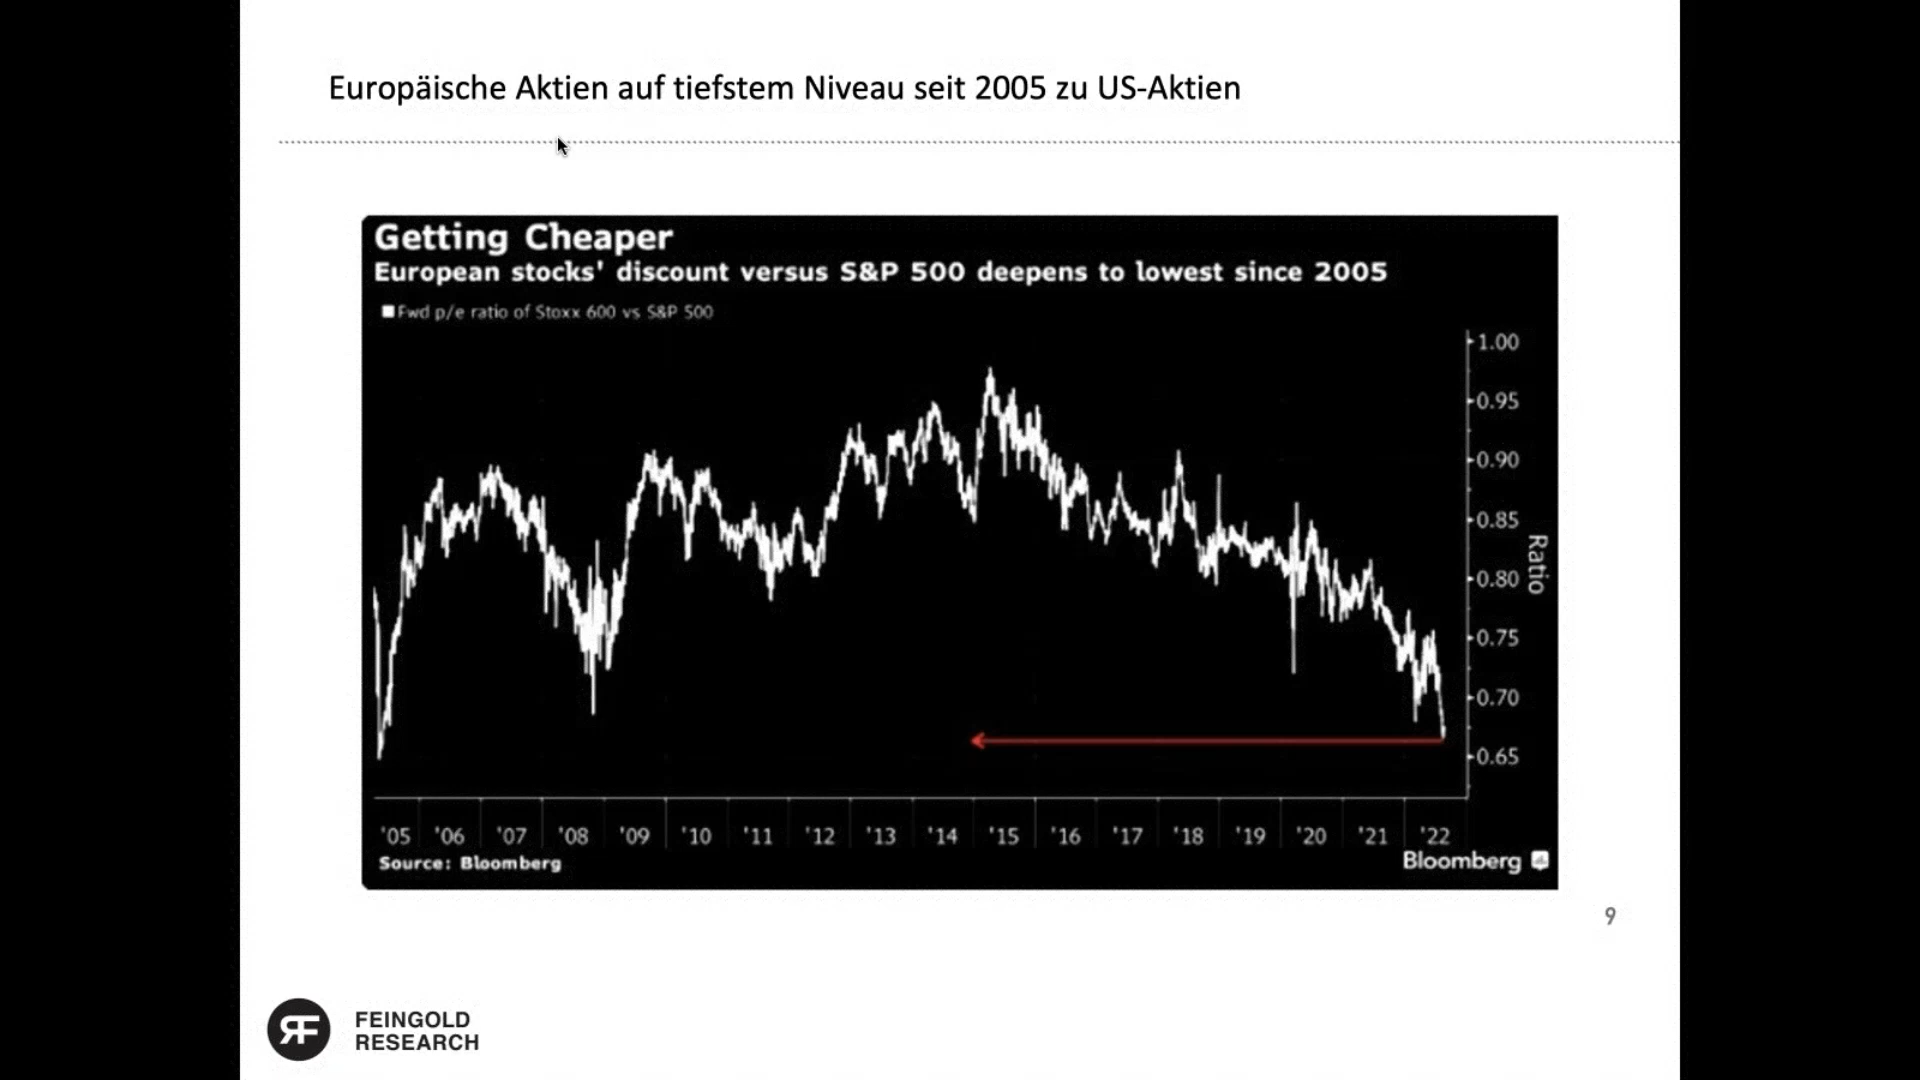 Europäische Aktien auf tiefstem Niveau seit 2005 zu US-Aktien
Getting Cheaper
European stocks' discount versus S&P 500 deepens to lowest since 2005
Fwd p/e ratio of Stoxx 600 vs S&P 500
1.00
0.95
0.90
0.85
0.80
0.75
0.70
0.65
Ratio
'05 '06 '07 '08 '09 '10 '11 '12 '13 '14 '15 '16 '17 '18 '19 '20 '21 '22
Source: Bloomberg
Bloomberg
9
RF
FEINGOLD
RESEARCH